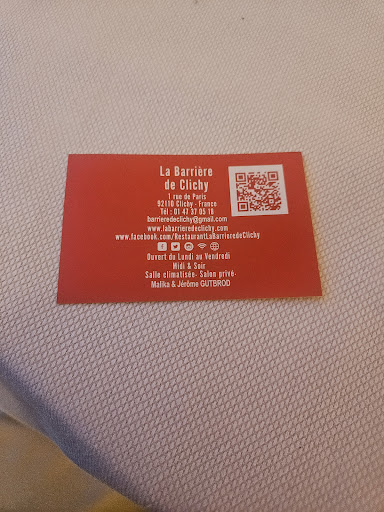 La Barrière
de Clichy
1 rue de Paris
92110 Clichy - France
Tél : 01 47 37 05 18
barrieredeclichy@gmail.com
www.labarrieredeclichy.com
www.facebook.com/RestaurantLaBarrieredeClichy
Ouvert du Lundi au Vendredi
Midi & Soir
Salle climatisée- Salon privé-
Malika & Jérôme GUTBROD